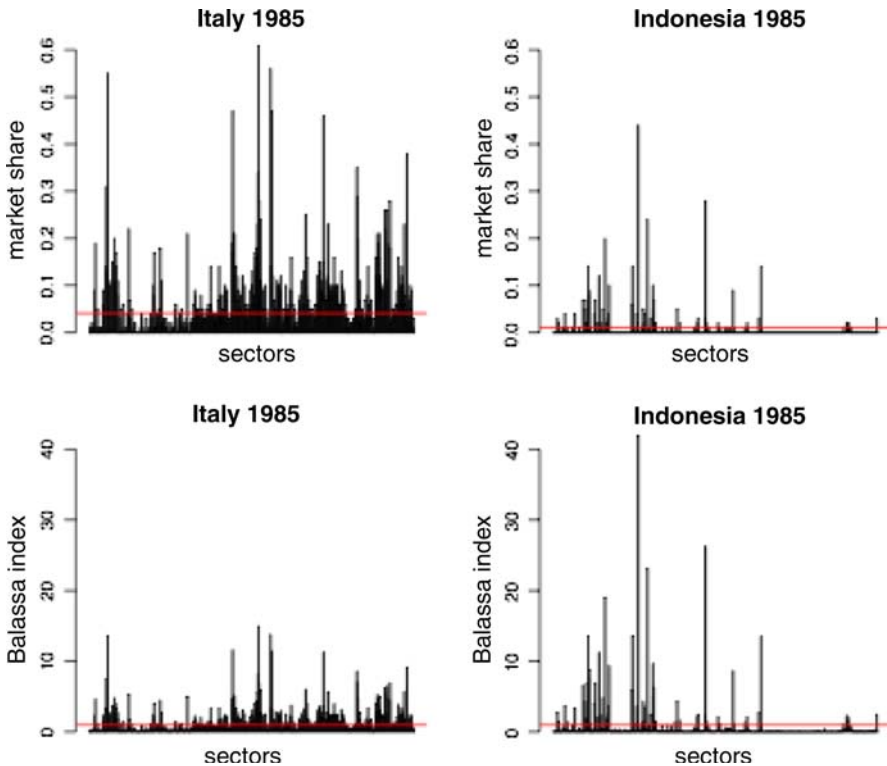 Italy 1985
market share
0.0 0.1 0.2 0.3 0.4 0.5 0.6
sectors
Indonesia 1985
market share
0.0 0.1 0.2 0.3 0.4 0.5 0.6
sectors
Italy 1985
Balassa index
0 10 20 30 40
sectors
Indonesia 1985
Balassa index
0 10 20 30 40
sectors